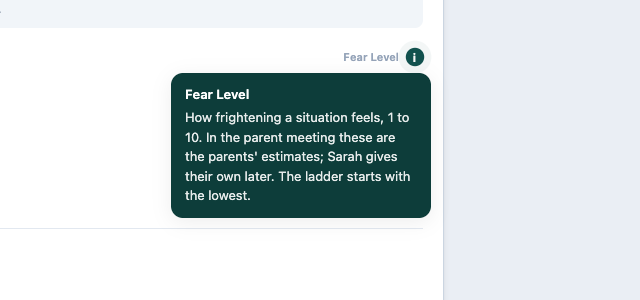 Fear Level
Fear Level
How frightening a situation feels, 1 to
10. In the parent meeting these are
the parents' estimates; Sarah gives
their own later. The ladder starts with
the lowest.